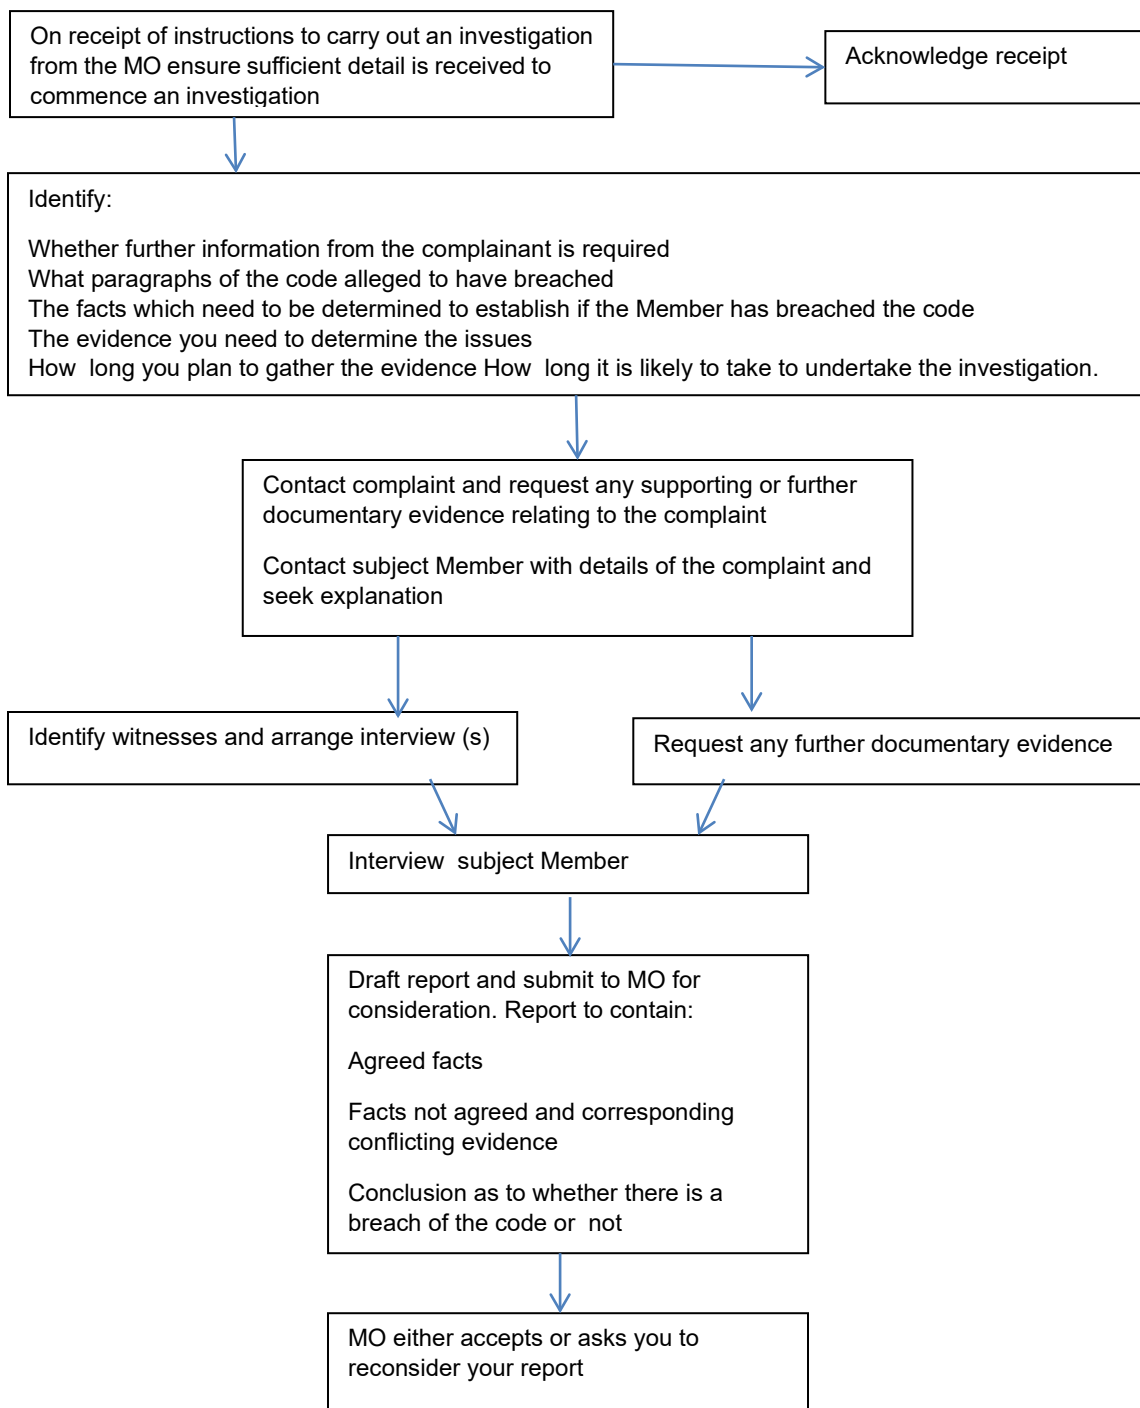 On receipt of instructions to carry out an investigation
from the MO ensure sufficient detail is received to
commence an investigation
Acknowledge receipt
Identify:
Whether further information from the complainant is required
What paragraphs of the code alleged to have breached
The facts which need to be determined to establish if the Member has breached the code
The evidence you need to determine the issues
How  long you plan to gather the evidence How  long it is likely to take to undertake the investigation.
Contact complaint and request any supporting or further
documentary evidence relating to the complaint
Contact subject Member with details of the complaint and
seek explanation
Identify witnesses and arrange interview (s)
Request any further documentary evidence
Interview  subject Member
Draft report and submit to MO for
consideration. Report to contain:
Agreed facts
Facts not agreed and corresponding
conflicting evidence
Conclusion as to whether there is a
breach of the code or  not
MO either accepts or asks you to
reconsider your report